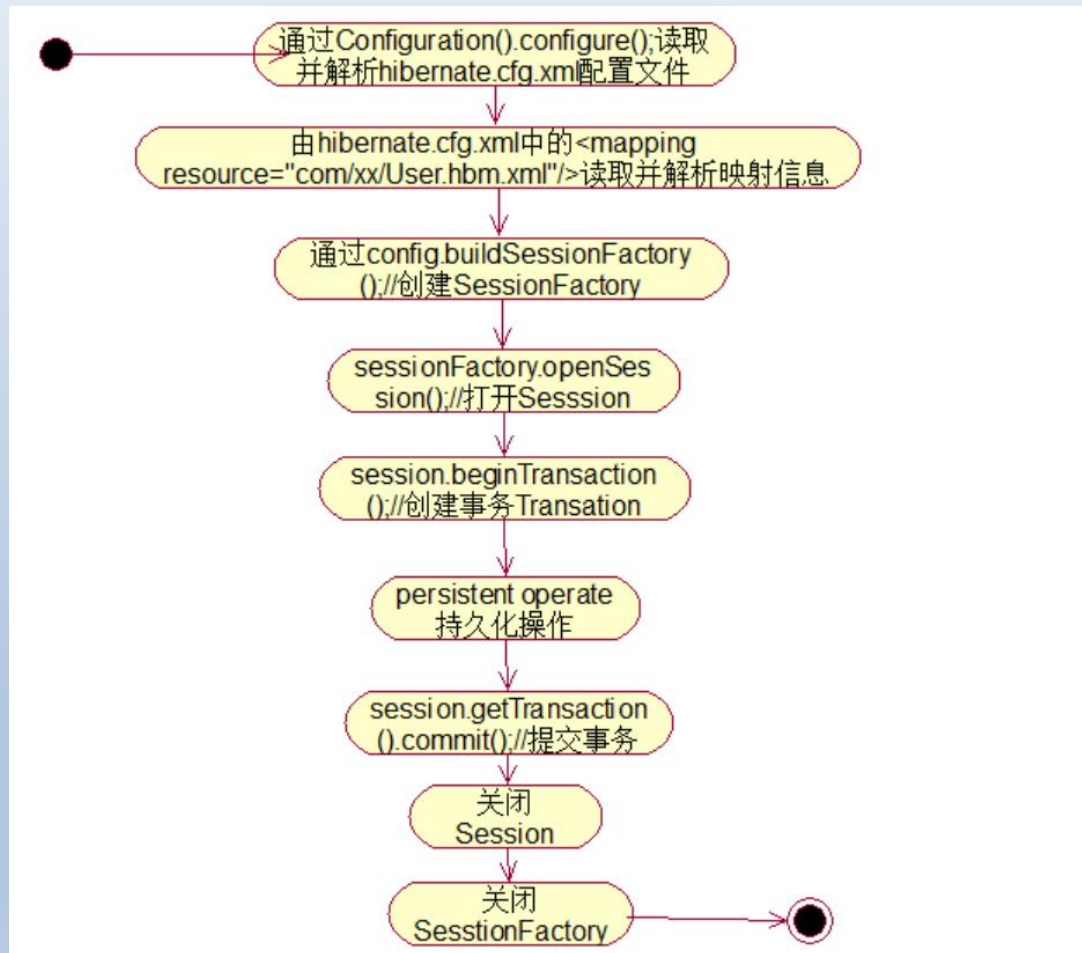 通过Configuration().configure();读取
并解析hibernate.cfg.xml配置文件
由hibernate.cfg.xml中的<mapping
resource="com/xx/User.hbm.xml"/>读取并解析映射信息
通过config.buildSessionFactory
();//创建SessionFactory
sessionFactory.openSes
sion();//打开Sesssion
session.beginTransaction
();//创建事务Transation
persistent operate
持久化操作
session.getTransaction
().commit();//提交事务
关闭
Session
关闭
SesstionFactory